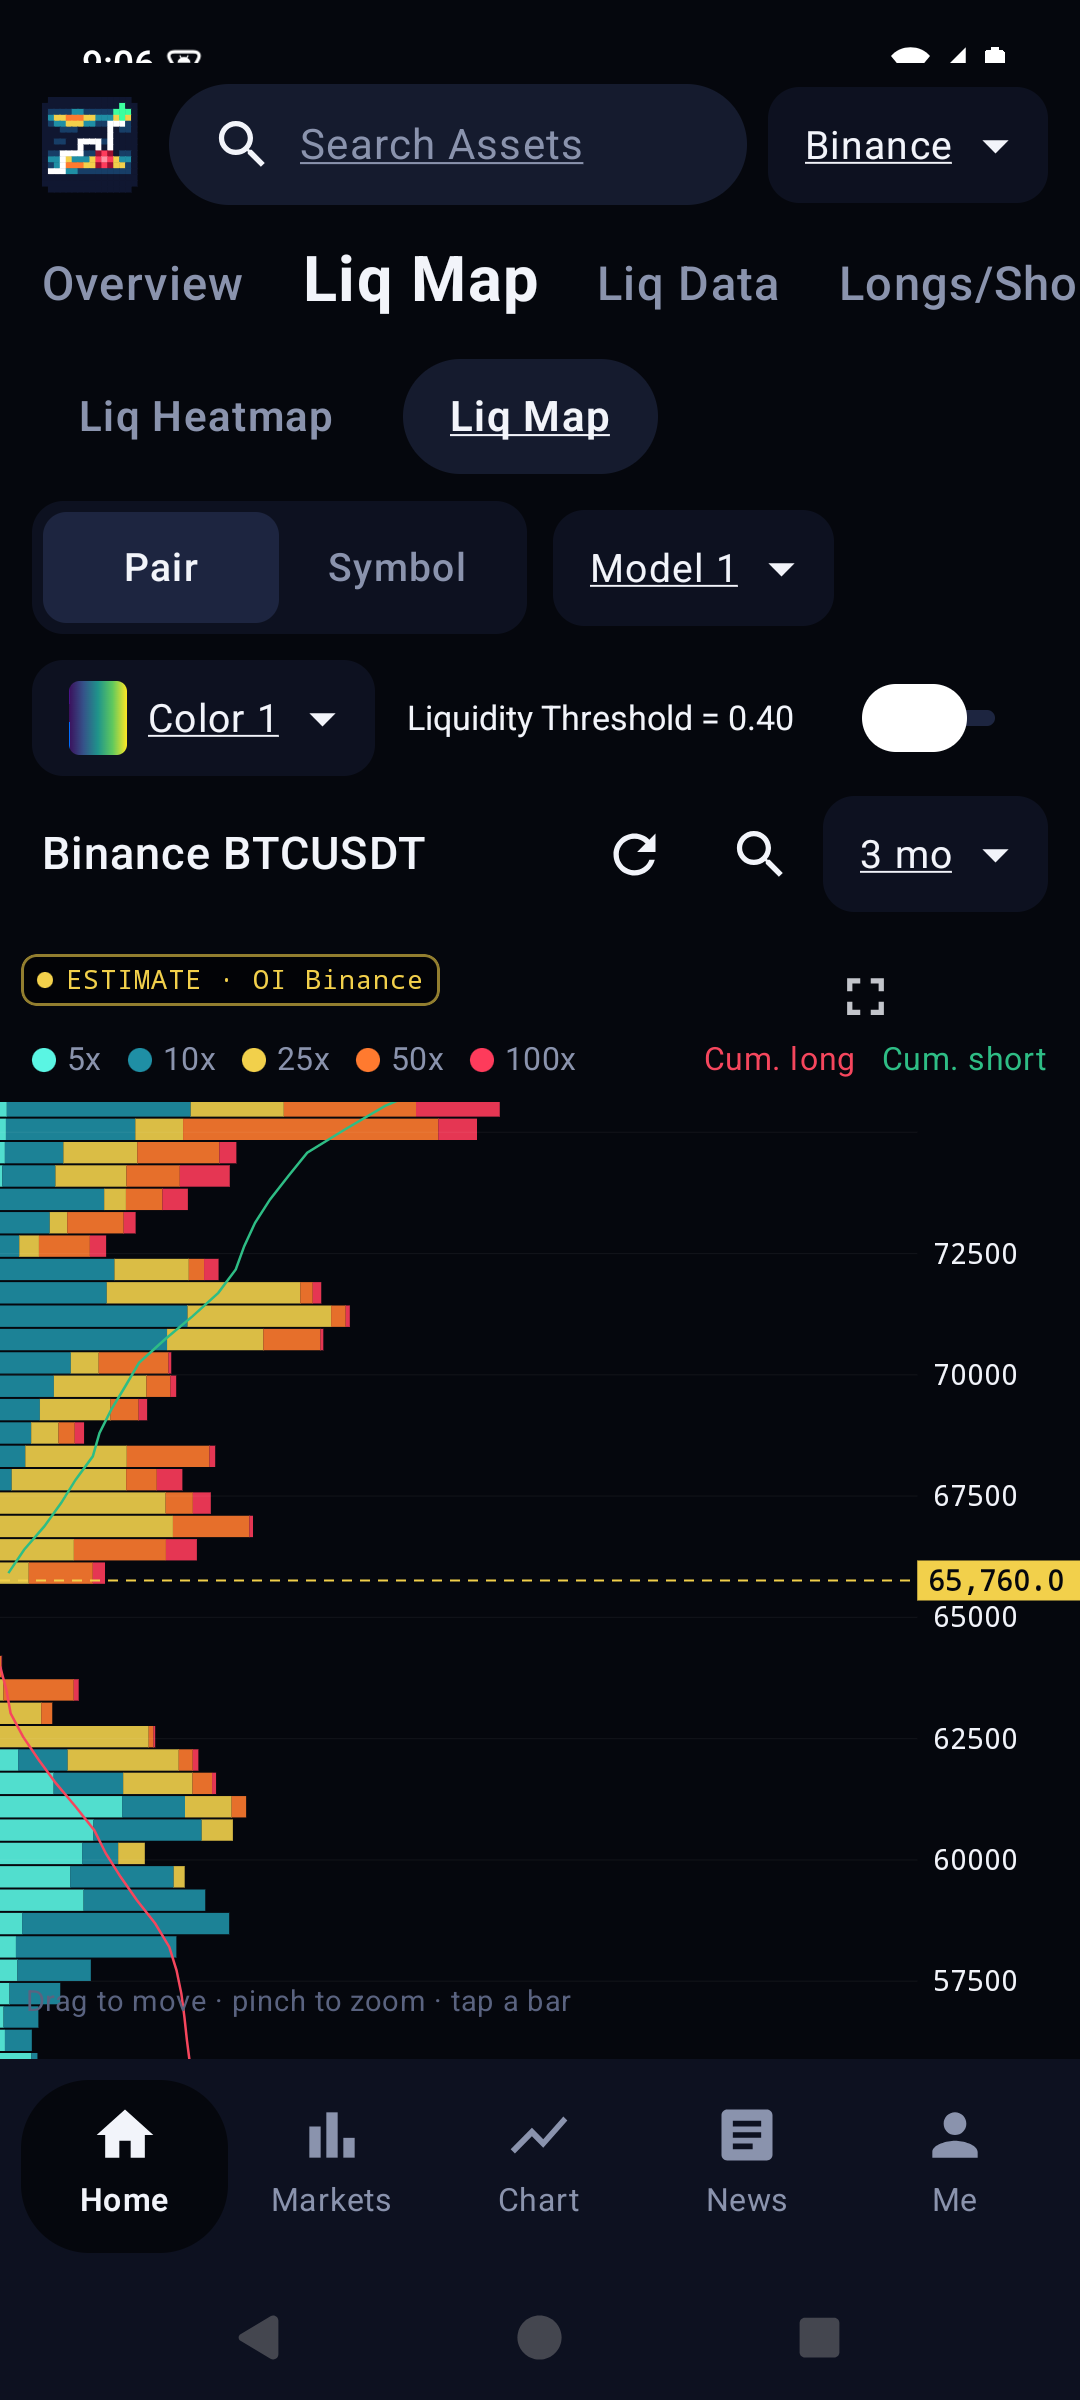 9:06
Search Assets
Binance
Overview Liq Map Liq Data Longs/Sho
Liq Heatmap Liq Map
Pair Symbol Model 1
Color 1 Liquidity Threshold = 0.40
Binance BTCUSDT 3 mo
ESTIMATE · OI Binance
5x 10x 25x 50x 100x Cum. long Cum. short
72500
70000
67500
65,760.0
65000
62500
60000
57500
Drag to move · pinch to zoom · tap a bar
Home Markets Chart News Me